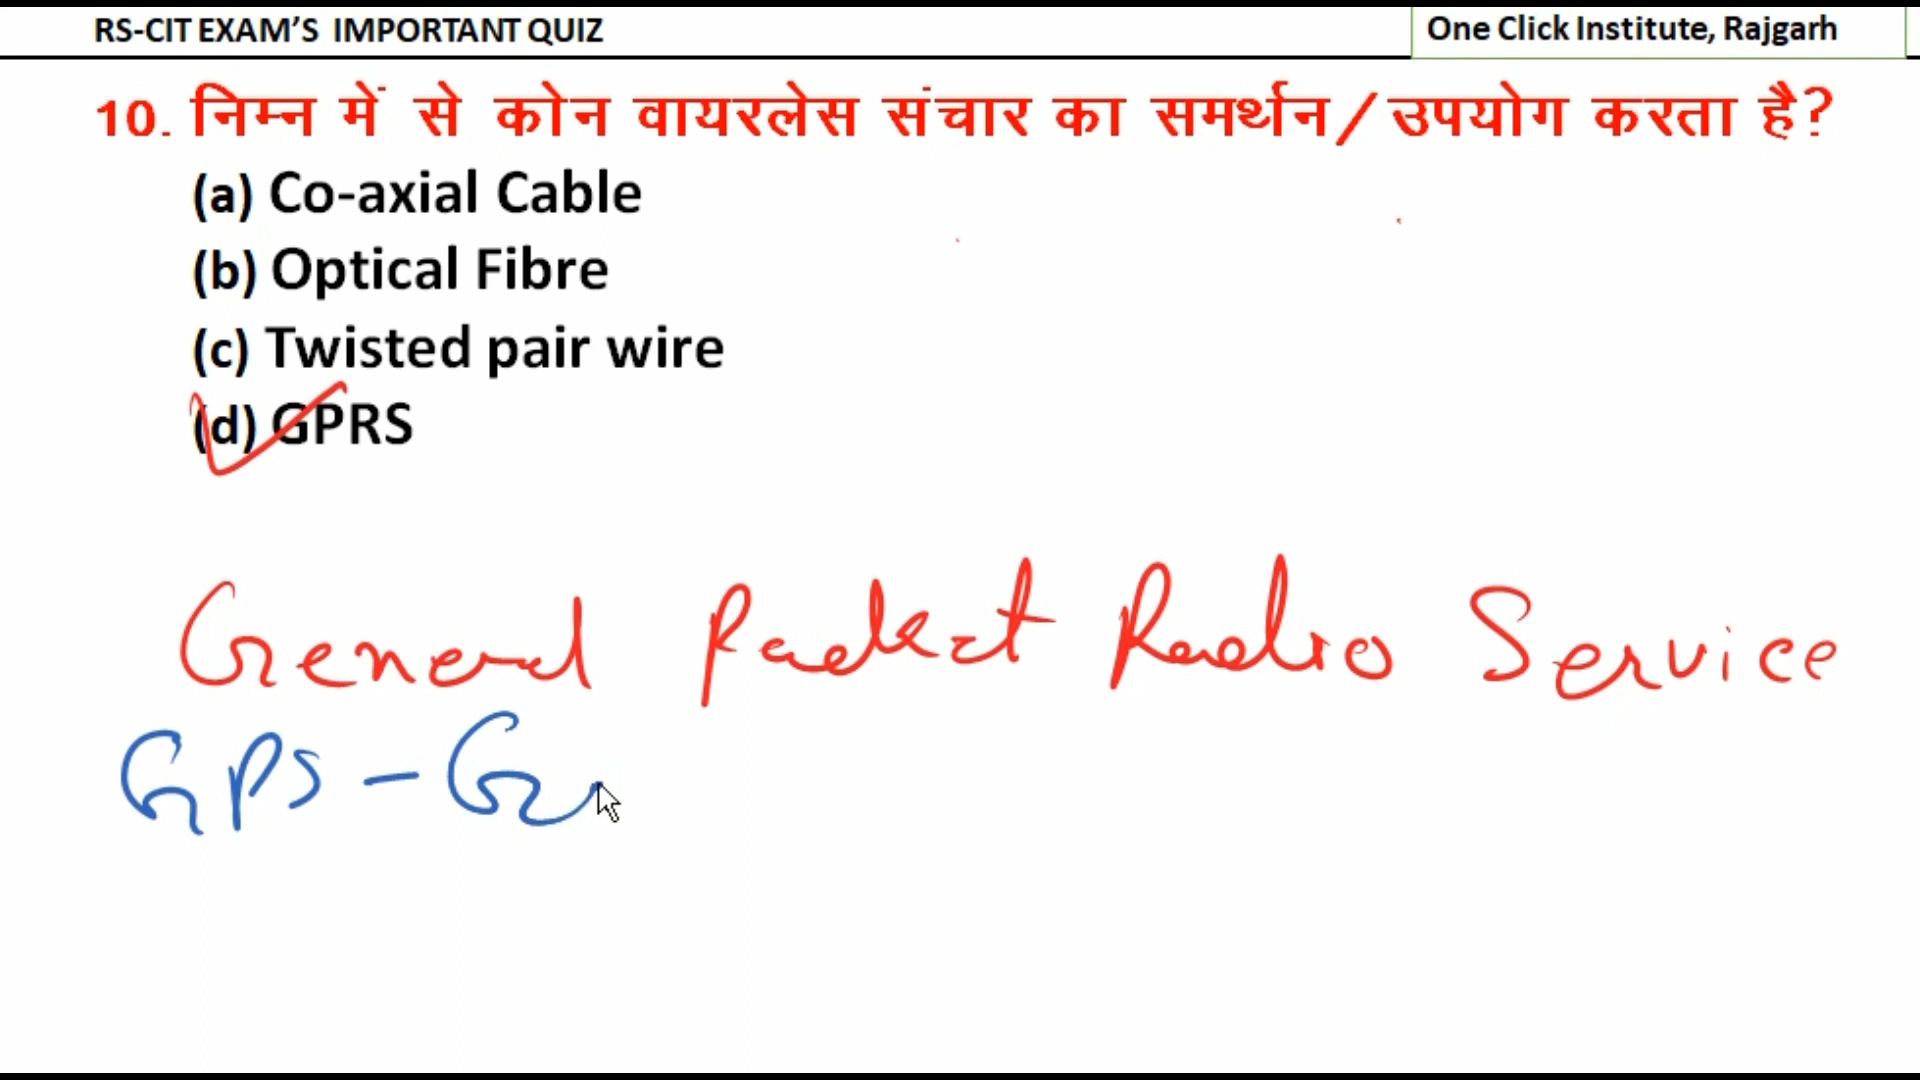 RS-CIT EXAM'S IMPORTANT QUIZ
One Click Institute, Rajgarh
10. निम्न में से कोन वायरलेस संचार का समर्थन/उपयोग करता है?
(a) Co-axial Cable
(b) Optical Fibre
(c) Twisted pair wire
(d) GPRS
General Packet Radio Service
GPS -